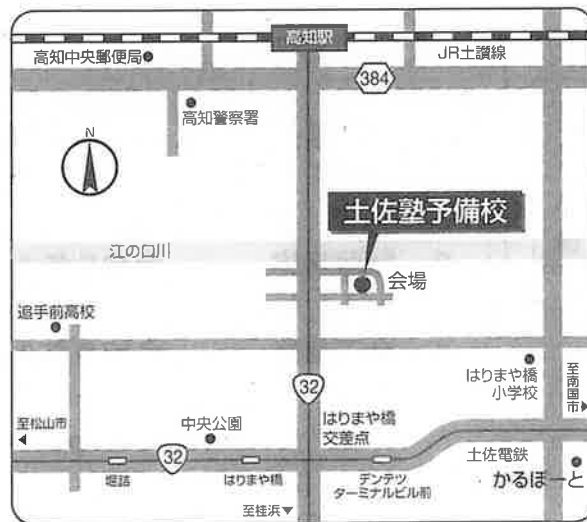 高知駅
高知中央郵便局
JR土讃線
384
高知警察署
N
土佐塾予備校
江の口川
会場
追手前高校
はりまや橋
小学校
至南国市
32
至松山市
中央公園
はりまや橋
交差点
32
土佐電鉄
堀詰
はりまや橋
デンテツ
ターミナルビル前
かるぽーと
至桂浜